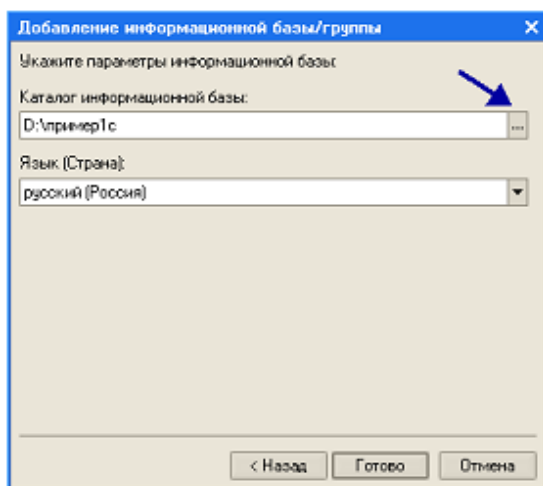 Добавление информационной базы/группы
Укажите параметры информационной базы:
Каталог информационной базы:
D:\пример1с
...
Язык (Страна):
русский (Россия)
< Назад Готово Отмена